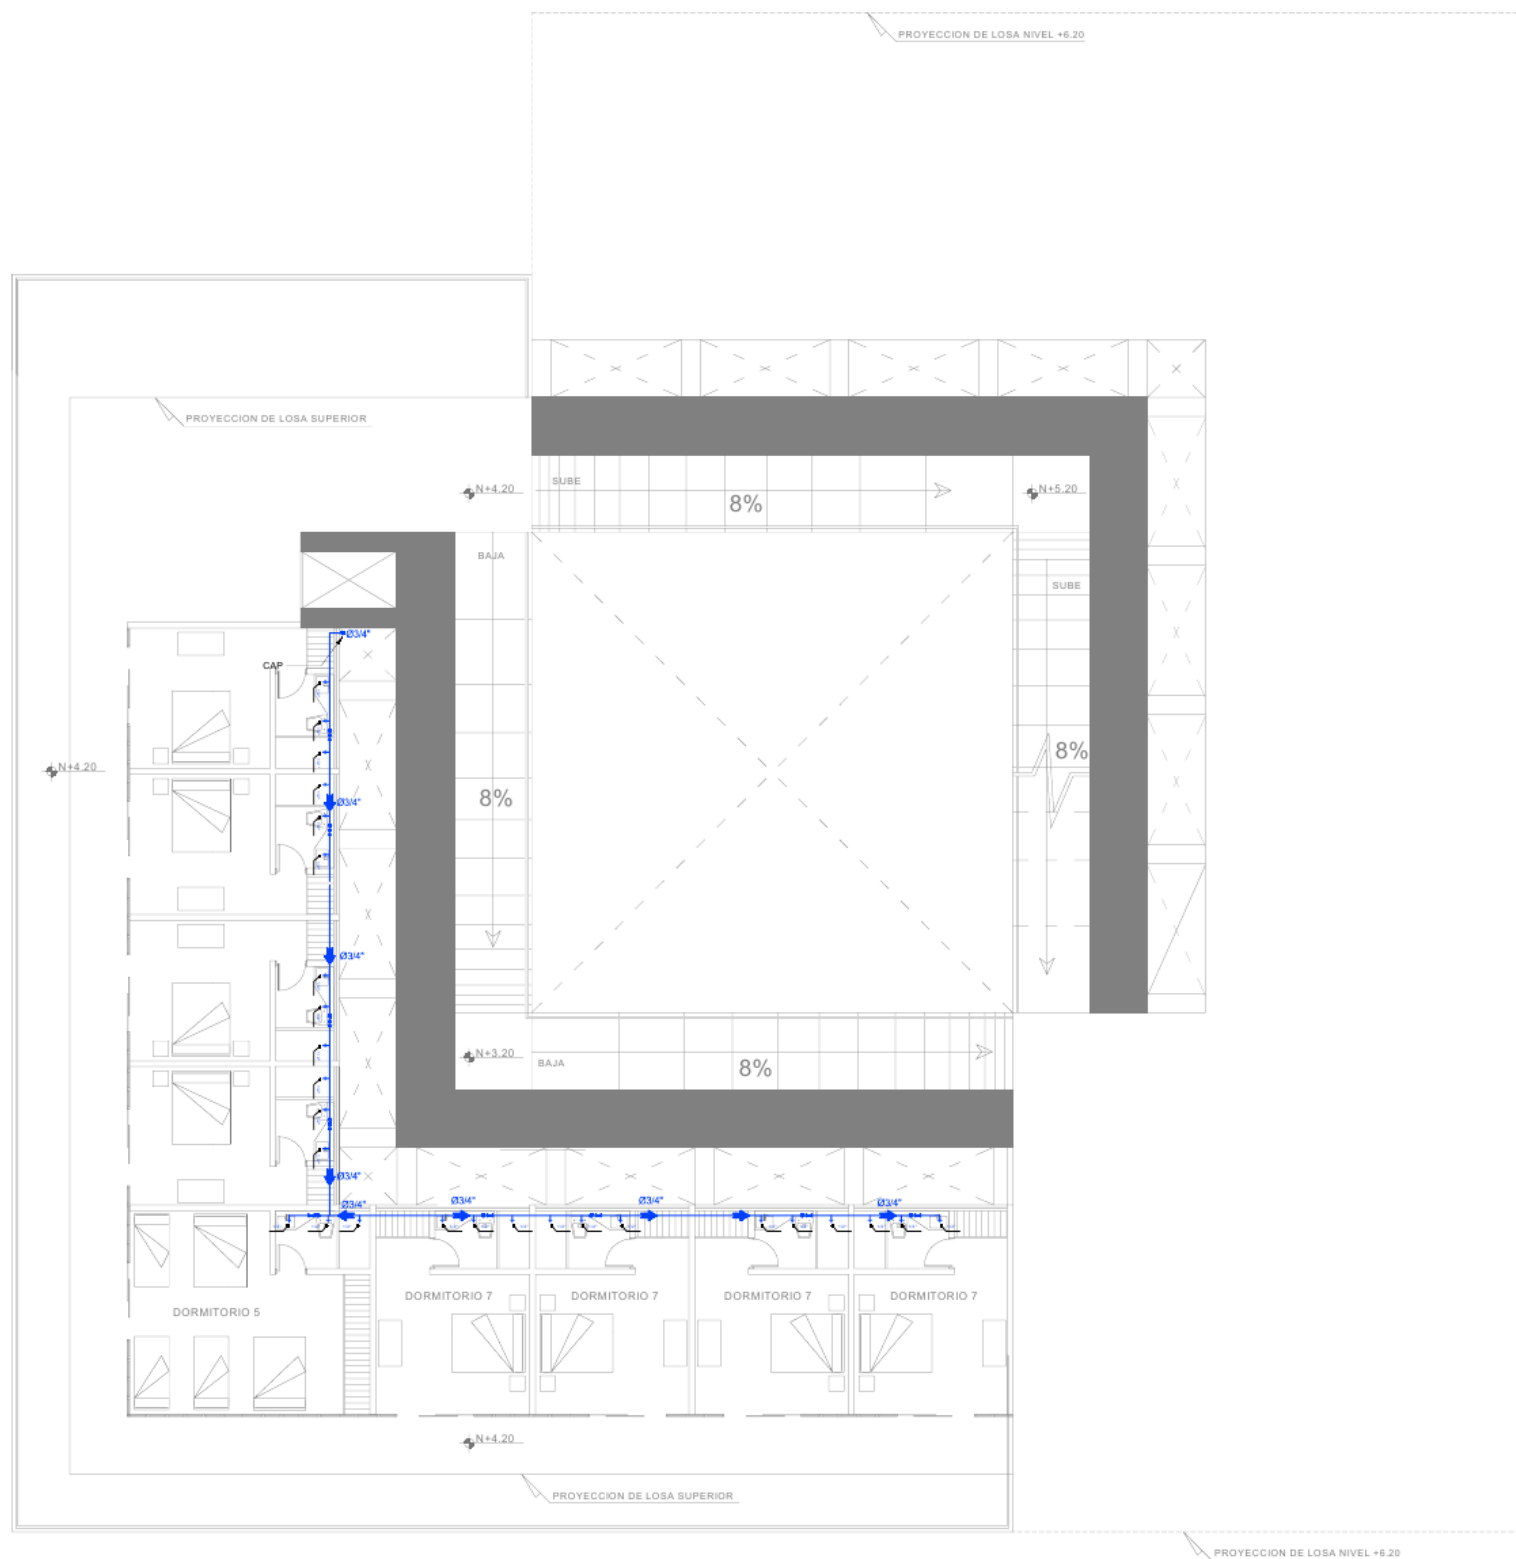 PROYECCION DE LOSA NIVEL +6.20
PROYECCION DE LOSA SUPERIOR
N+4.20
SUBE
8%
N+5.20
BAJA
SUBE
Ø3/4"
CAP
8%
N+4.20
8%
Ø3/4"
Ø3/4"
N+3.20
BAJA
8%
Ø3/4"
Ø3/4"
Ø3/4"
Ø3/4"
Ø3/4"
DORMITORIO 7
DORMITORIO 7
DORMITORIO 7
DORMITORIO 7
DORMITORIO 5
N+4.20
PROYECCION DE LOSA SUPERIOR
PROYECCION DE LOSA NIVEL +6.20